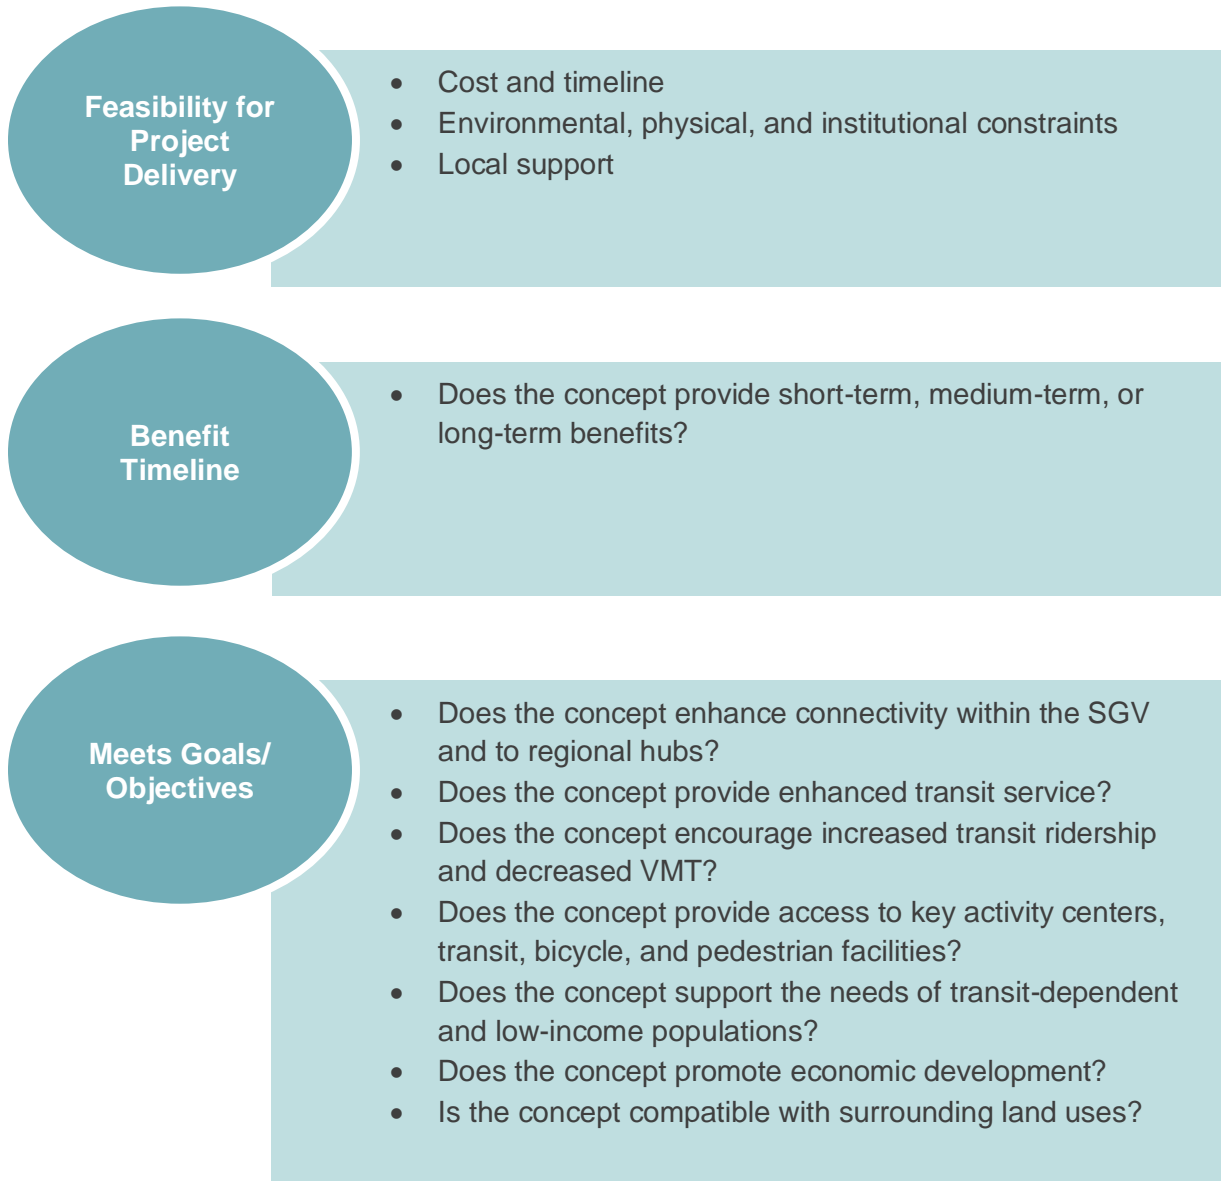 Feasibility for
Project
Delivery
• Cost and timeline
• Environmental, physical, and institutional constraints
• Local support
Benefit
Timeline
• Does the concept provide short-term, medium-term, or
long-term benefits?
Meets Goals/
Objectives
• Does the concept enhance connectivity within the SGV
and to regional hubs?
• Does the concept provide enhanced transit service?
• Does the concept encourage increased transit ridership
and decreased VMT?
• Does the concept provide access to key activity centers,
transit, bicycle, and pedestrian facilities?
• Does the concept support the needs of transit-dependent
and low-income populations?
• Does the concept promote economic development?
• Is the concept compatible with surrounding land uses?